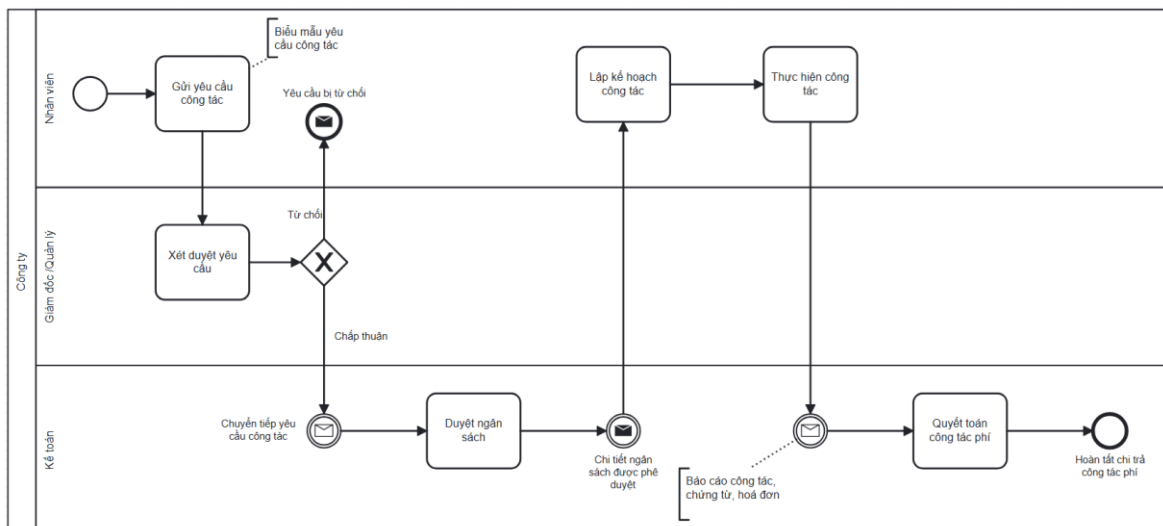 Công ty
Nhân viên
Gửi yêu cầu
công tác
Biểu mẫu yêu
cầu công tác
Yêu cầu bị từ chối
Lập kế hoạch
công tác
Thực hiện công
tác
Giám đốc /Quản lý
Xét duyệt yêu
cầu
Từ chối
Chấp thuận
Kế toán
Chuyển tiếp yêu
cầu công tác
Duyệt ngân
sách
Chi tiết ngân
sách được phê
duyệt
Báo cáo công tác,
chứng từ, hoá đơn
Quyết toán
công tác phí
Hoàn tất chi trả
công tác phí